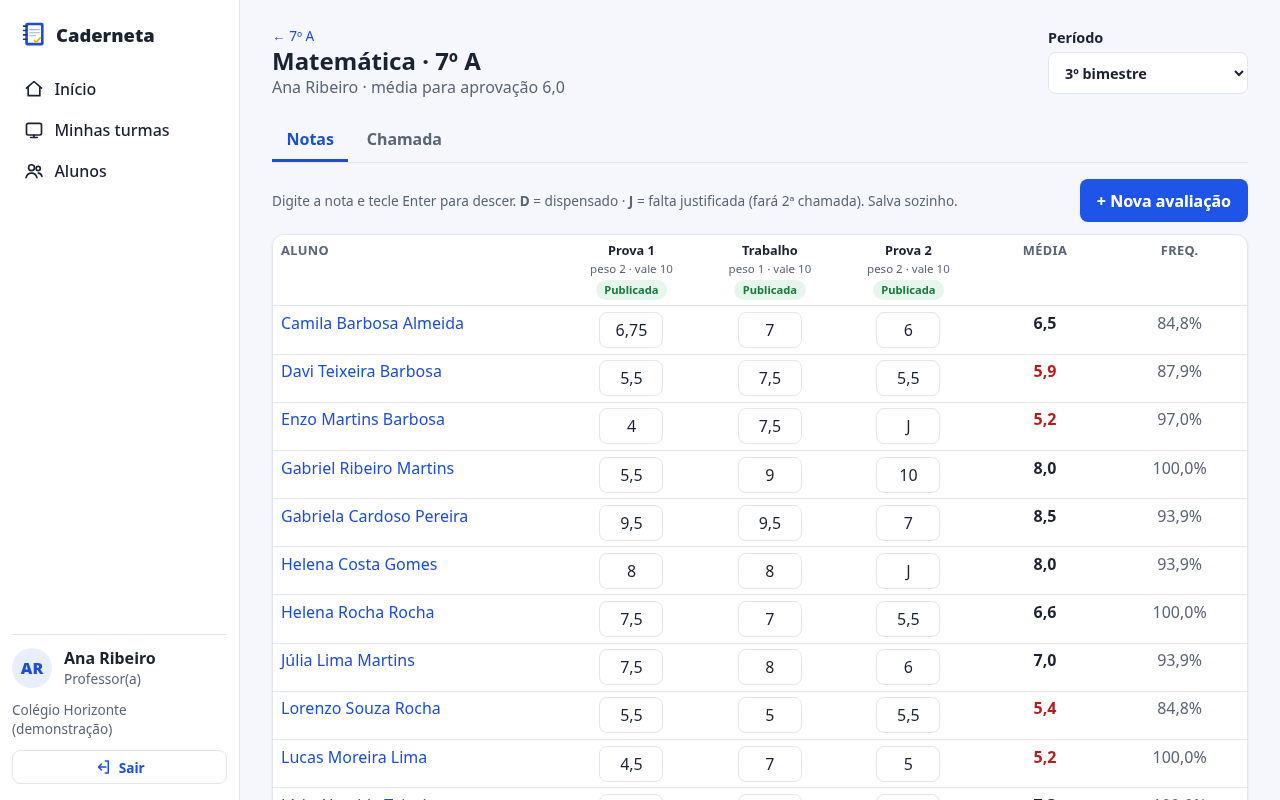 Caderneta
Início
Minhas turmas
Alunos
AR
Ana Ribeiro
Professor(a)
Colégio Horizonte
(demonstração)
Sair
← 7º A
Matemática · 7º A
Ana Ribeiro · média para aprovação 6,0
Período
3º bimestre
Notas Chamada
Digite a nota e tecle Enter para descer. D = dispensado · J = falta justificada (fará 2ª chamada). Salva sozinho.
+ Nova avaliação
ALUNO Prova 1 Trabalho Prova 2 MÉDIA FREQ.
peso 2 · vale 10 peso 1 · vale 10 peso 2 · vale 10
Publicada Publicada Publicada
Camila Barbosa Almeida 6,75 7 6 6,5 84,8%
Davi Teixeira Barbosa 5,5 7,5 5,5 5,9 87,9%
Enzo Martins Barbosa 4 7,5 J 5,2 97,0%
Gabriel Ribeiro Martins 5,5 9 10 8,0 100,0%
Gabriela Cardoso Pereira 9,5 9,5 7 8,5 93,9%
Helena Costa Gomes 8 8 J 8,0 93,9%
Helena Rocha Rocha 7,5 7 5,5 6,6 100,0%
Júlia Lima Martins 7,5 8 6 7,0 93,9%
Lorenzo Souza Rocha 5,5 5 5,5 5,4 84,8%
Lucas Moreira Lima 4,5 7 5 5,2 100,0%